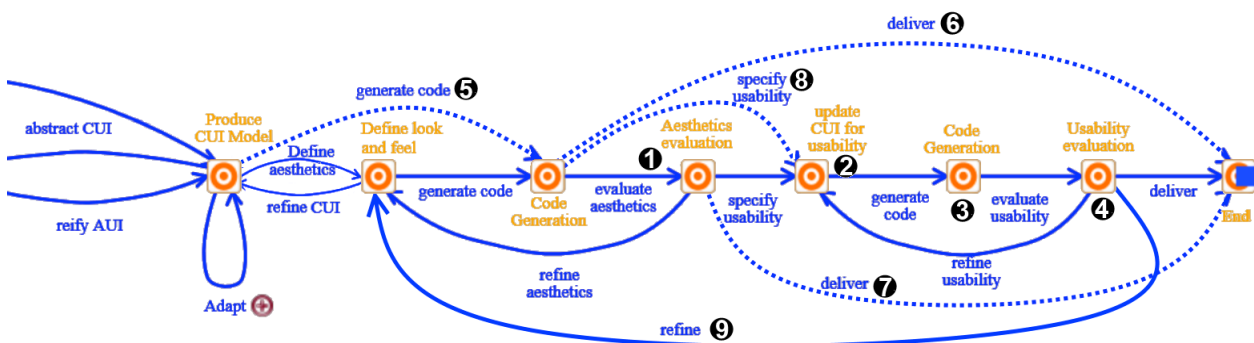 deliver 6
generate code 5
specify 8
usability
abstract CUI
Produce
CUI Model
Define look
and feel
Aesthetics
evaluation
update
CUI for
usability
Code
Generation
Usability
evaluation
Define
aesthetics
1
2
generate code
evaluate
aesthetics
specify
usability
generate
code
3
evaluate
usability
4
deliver
refine CUI
Code
Generation
End
reify AUI
refine
aesthetics
refine
usability
deliver 7
Adapt
refine 9